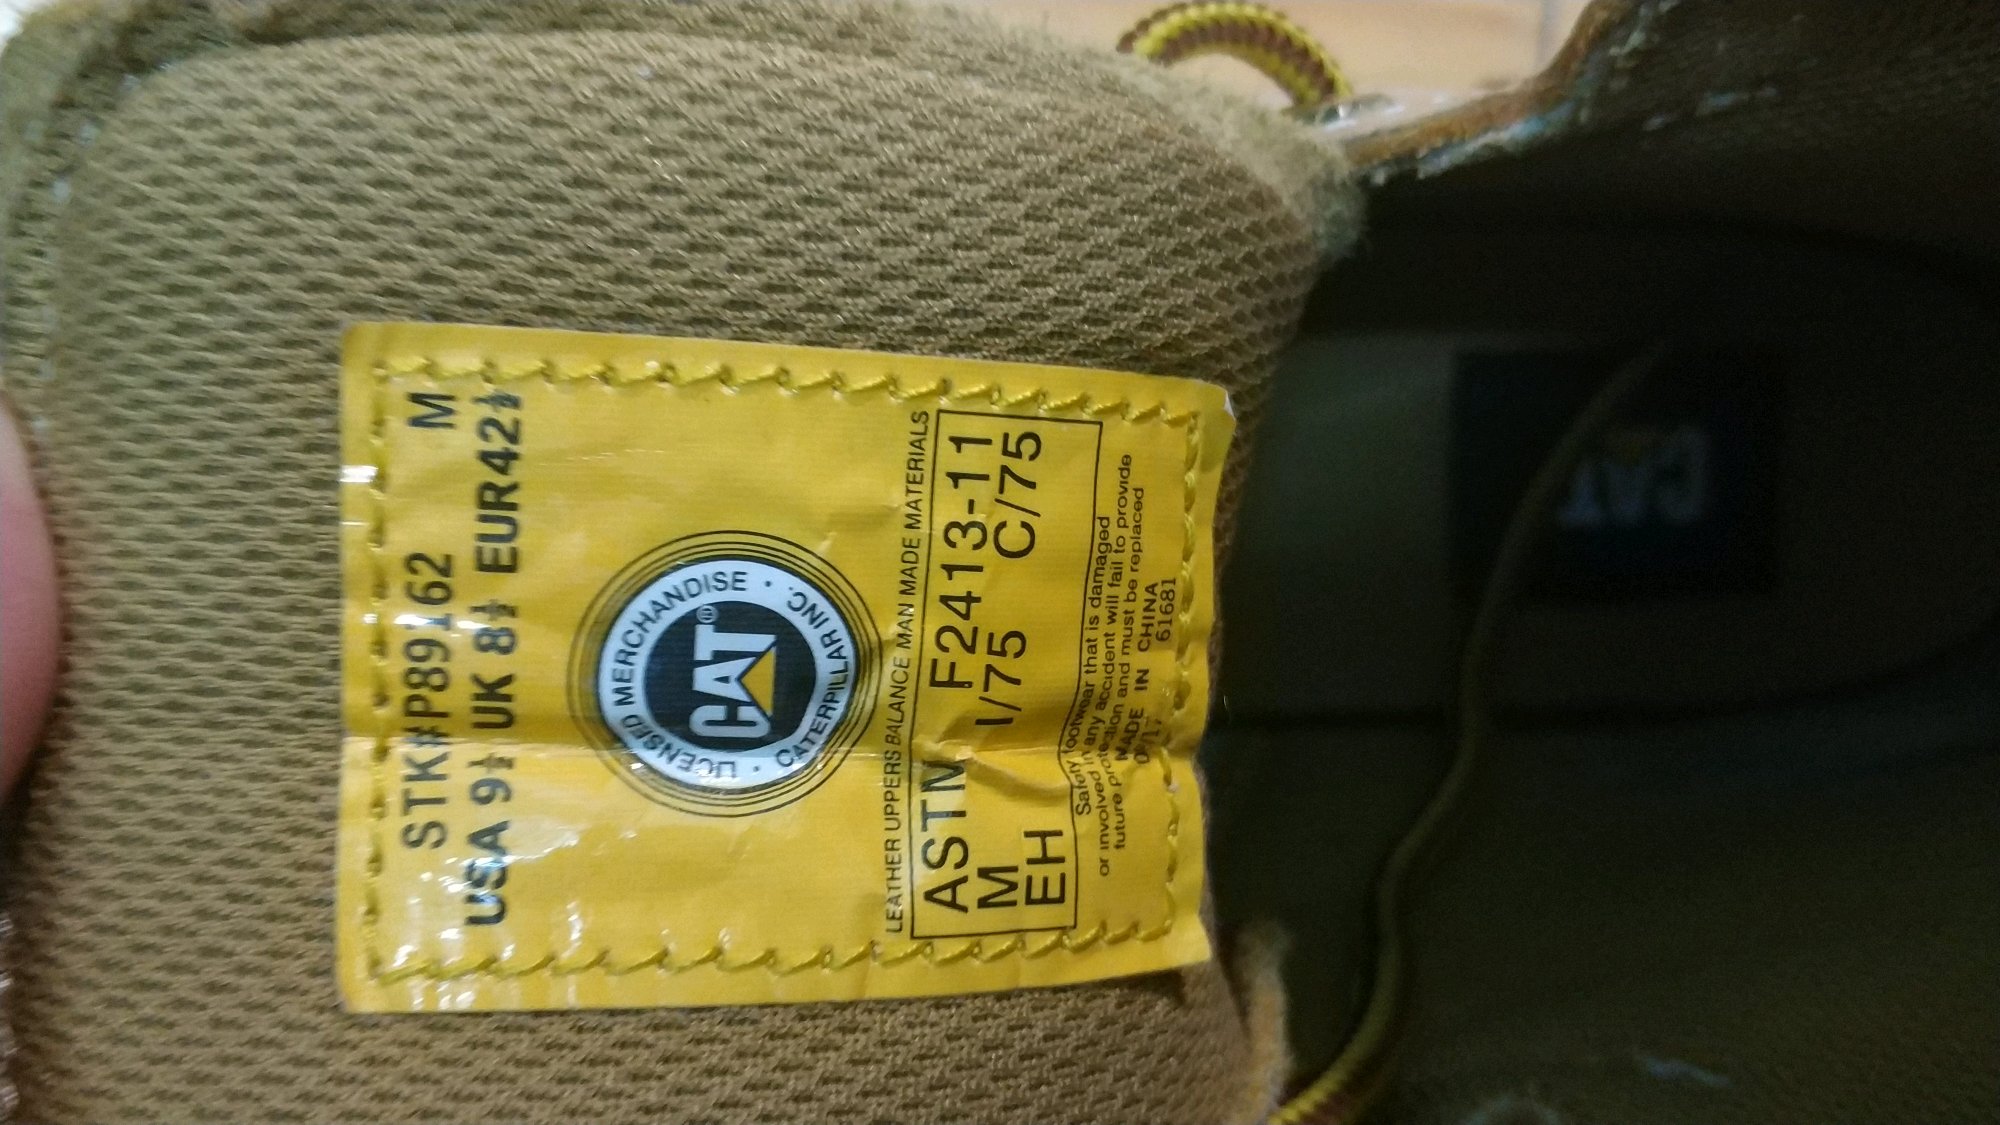 STK#P89162 M
USA 9½ UK 8½ EUR42½
LICENSED MERCHANDISE · CATERPILLAR INC. ·
CAT®
LEATHER UPPERS BALANCE MAN MADE MATERIALS
ASTM F2413-11
M I/75 C/75
EH
Safety footwear that is damaged
or involved in any accident will fail to provide
future protection and must be replaced
MADE IN CHINA
61681
CAT